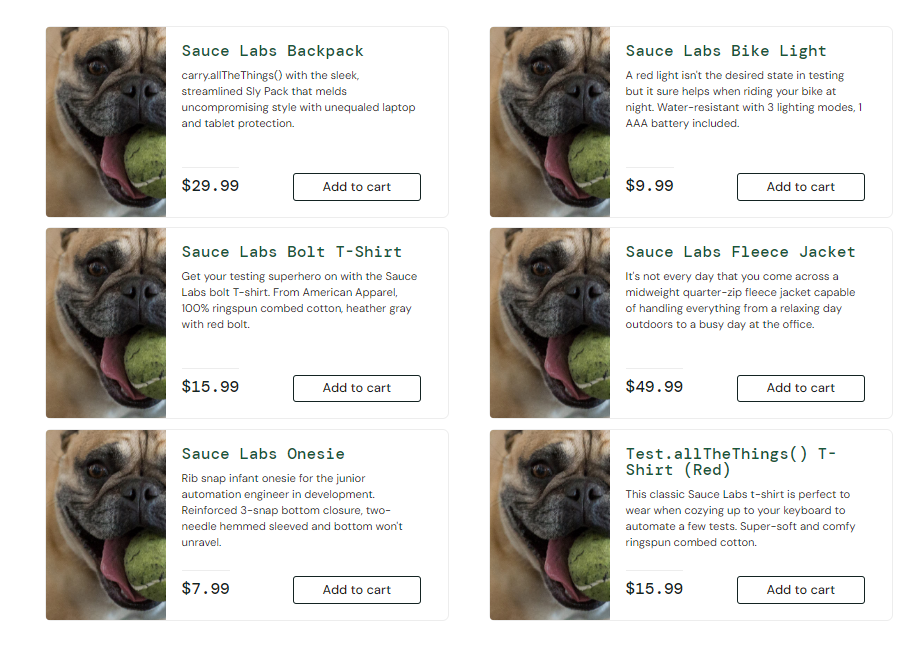 Sauce Labs Backpack
carry.allTheThings() with the sleek,
streamlined Sly Pack that melds
uncompromising style with unequaled laptop
and tablet protection.
$29.99
Add to cart
Sauce Labs Bike Light
A red light isn't the desired state in testing
but it sure helps when riding your bike at
night. Water-resistant with 3 lighting modes, 1
AAA battery included.
$9.99
Add to cart
Sauce Labs Bolt T-Shirt
Get your testing superhero on with the Sauce
Labs bolt T-shirt. From American Apparel,
100% ringspun combed cotton, heather gray
with red bolt.
$15.99
Add to cart
Sauce Labs Fleece Jacket
It's not every day that you come across a
midweight quarter-zip fleece jacket capable
of handling everything from a relaxing day
outdoors to a busy day at the office.
$49.99
Add to cart
Sauce Labs Onesie
Rib snap infant onesie for the junior
automation engineer in development.
Reinforced 3-snap bottom closure, two-
needle hemmed sleeved and bottom won't
unravel.
$7.99
Add to cart
Test.allTheThings() T-
Shirt (Red)
This classic Sauce Labs t-shirt is perfect to
wear when cozying up to your keyboard to
automate a few tests. Super-soft and comfy
ringspun combed cotton.
$15.99
Add to cart